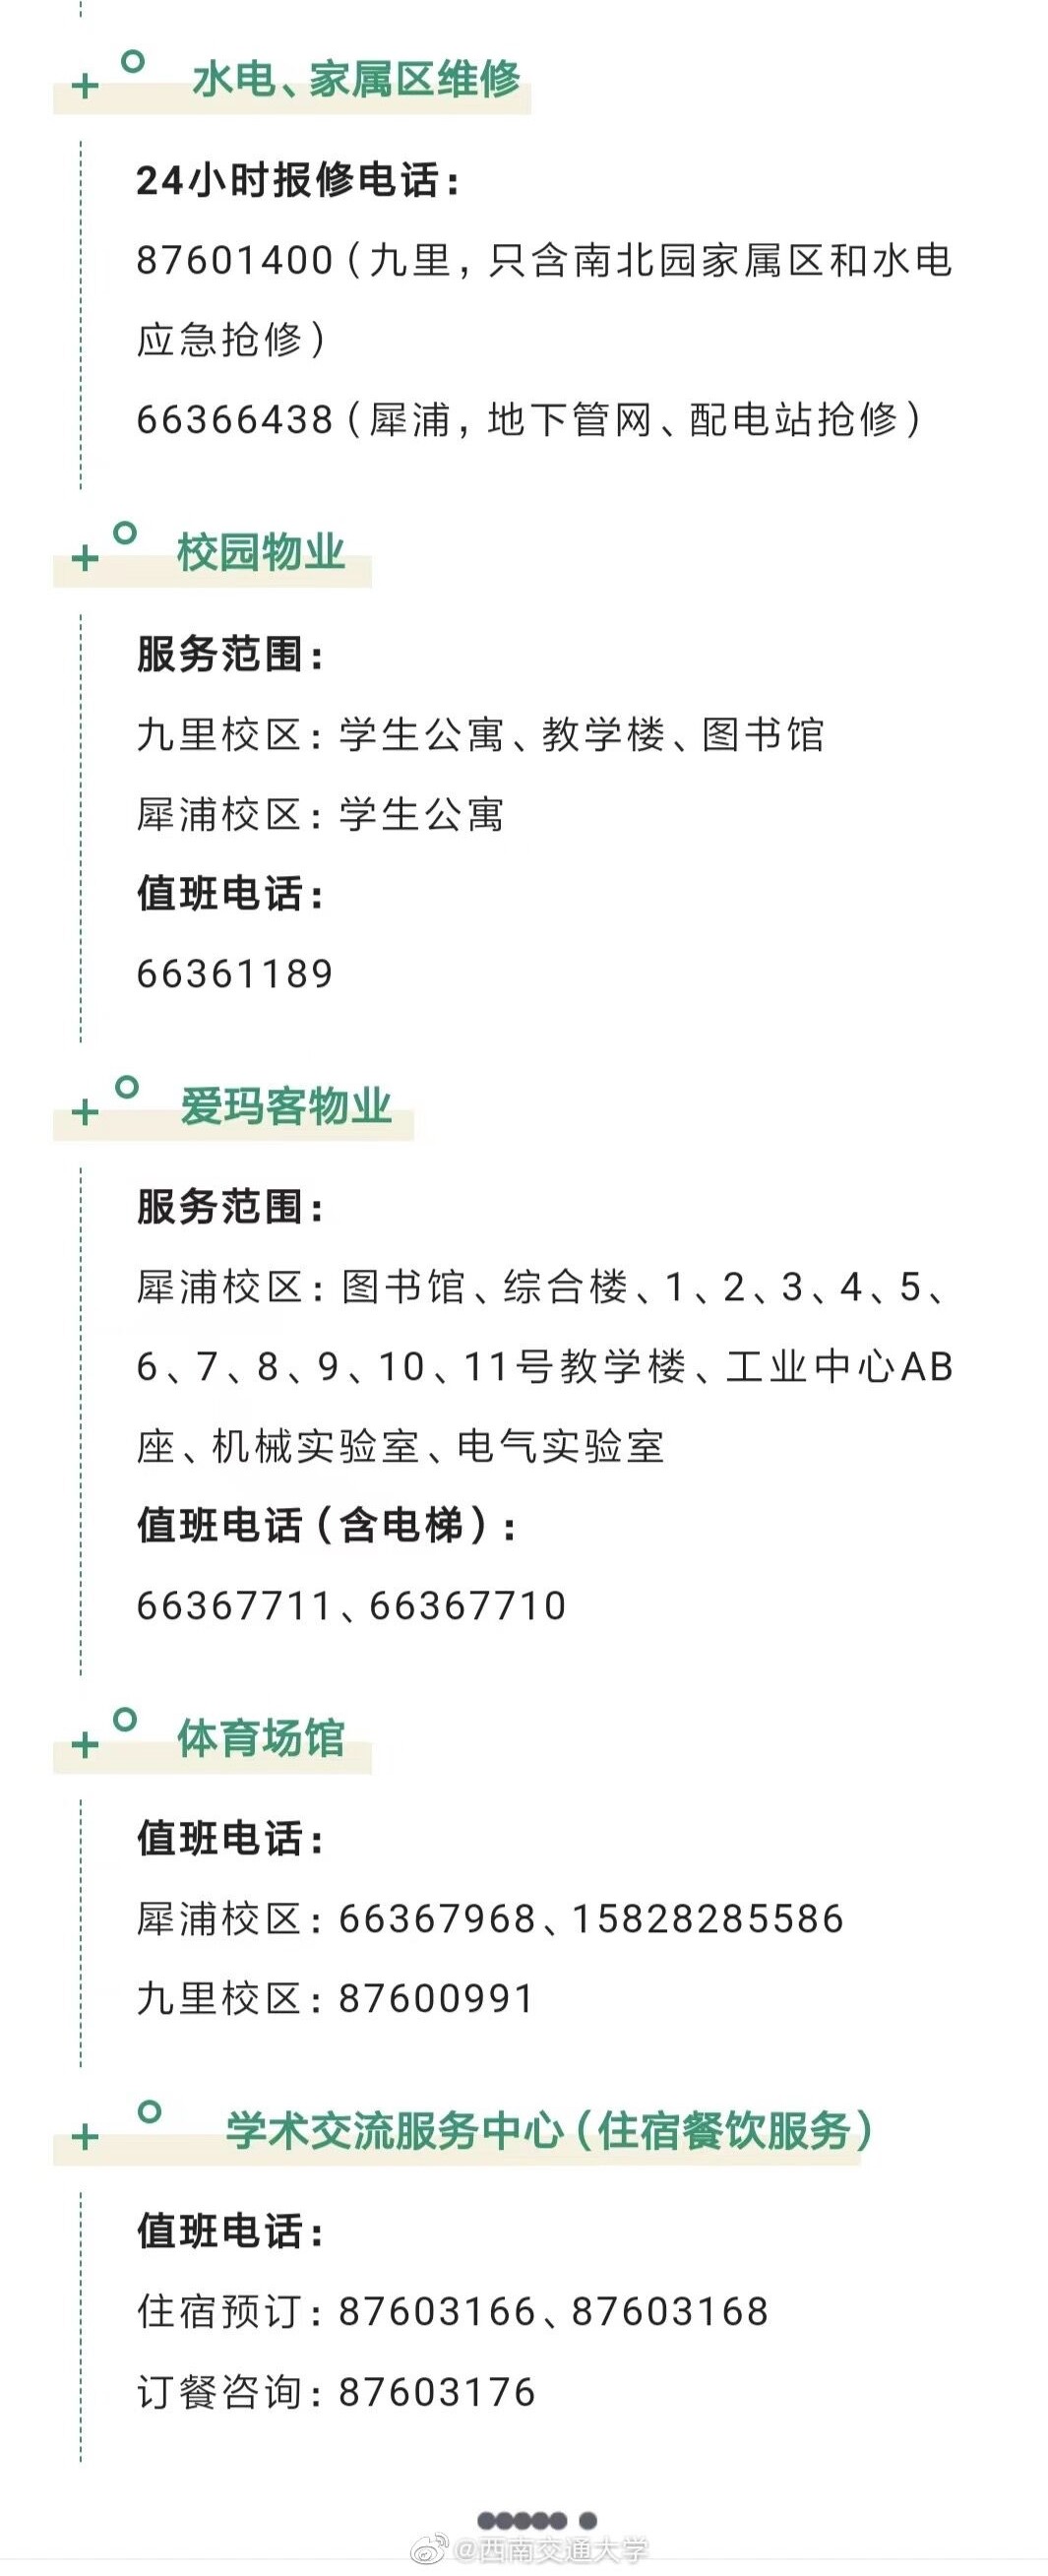 水电、家属区维修
24小时报修电话：
87601400（九里，只含南北园家属区和水电
应急抢修）
66366438（犀浦，地下管网、配电站抢修）
校园物业
服务范围：
九里校区：学生公寓、教学楼、图书馆
犀浦校区：学生公寓
值班电话：
66361189
爱玛客物业
服务范围：
犀浦校区：图书馆、综合楼、1、2、3、4、5、
6、7、8、9、10、11号教学楼、工业中心AB
座、机械实验室、电气实验室
值班电话（含电梯）:
66367711、66367710
体育场馆
值班电话：
犀浦校区：66367968、15828285586
九里校区：87600991
学术交流服务中心（住宿餐饮服务）
值班电话：
住宿预订：87603166、87603168
订餐咨询：87603176
@西南交通大学